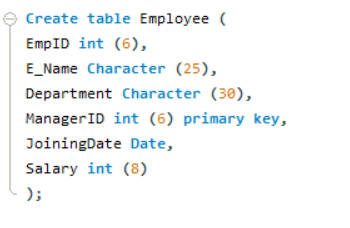 Create table Employee (
EmpID int (6),
E_Name Character (25),
Department Character (30),
ManagerID int (6) primary key,
JoiningDate Date,
Salary int (8)
);